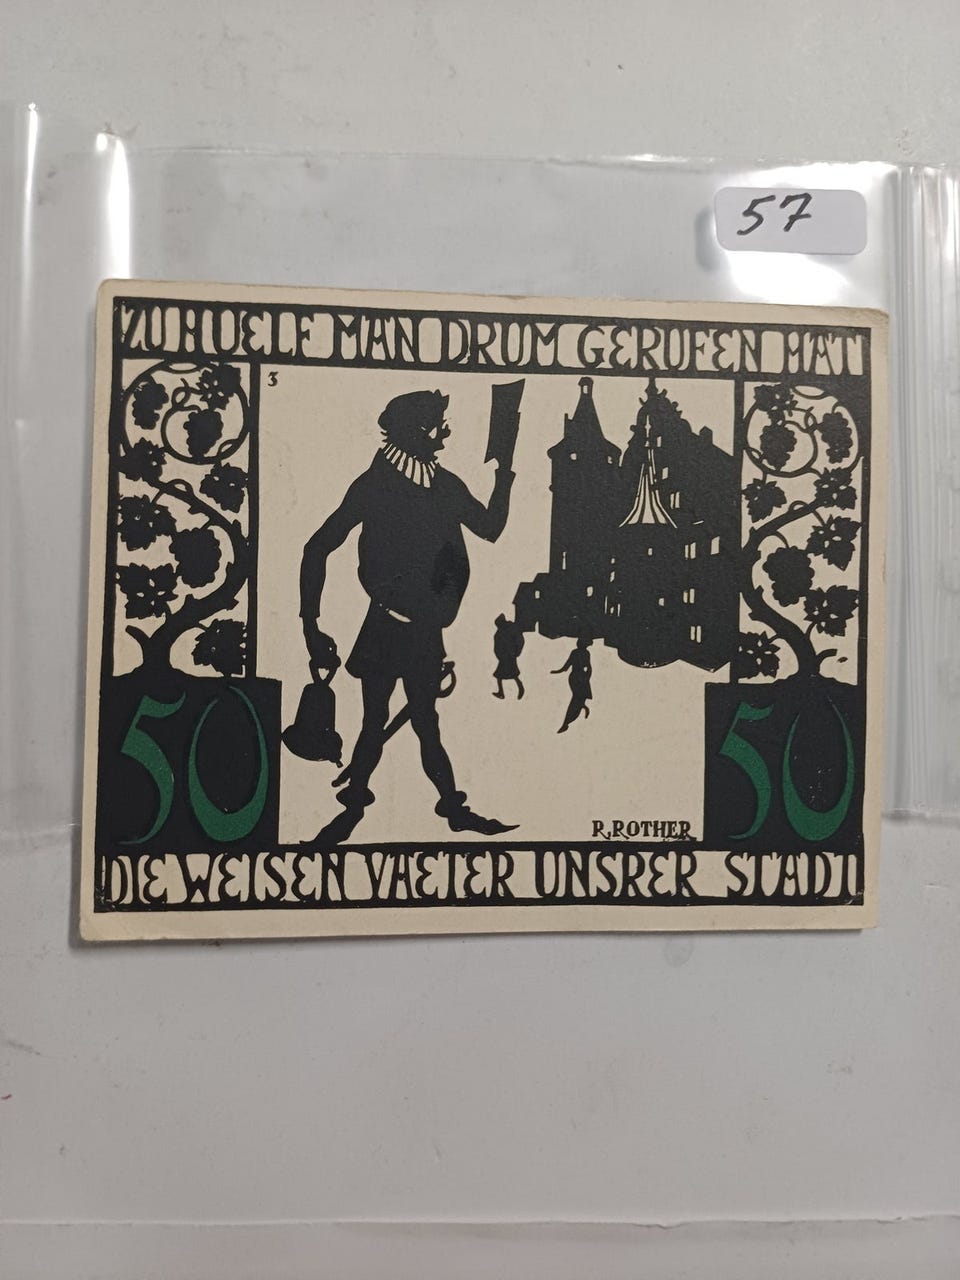 57
ZU HUELF MAN DRUM GERUFEN HAT
3
50
50
R.ROTHER
DIE WEISEN VAETER UNSRER STADT